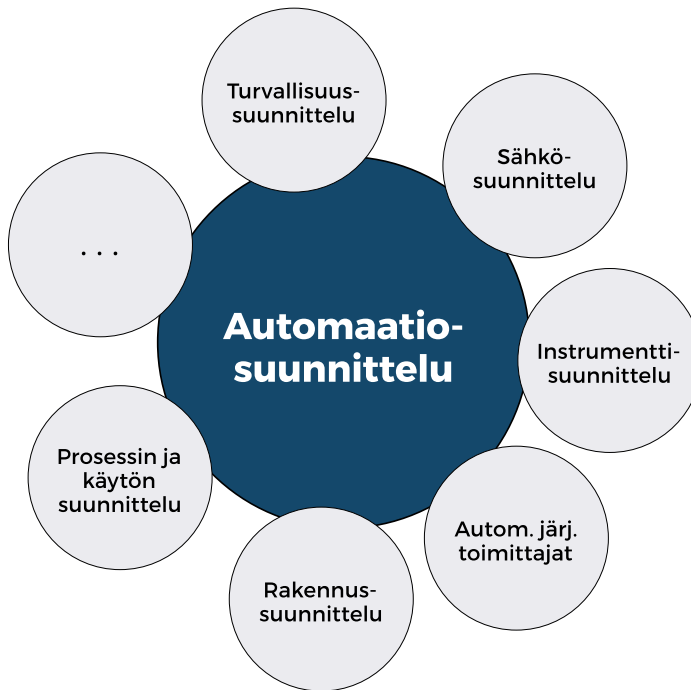 Turvallisuus-
suunnittelu
Sähkö-
suunnittelu
. . .
Automaatio-
suunnittelu
Instrumentti-
suunnittelu
Prosessin ja
käytön
suunnittelu
Autom. järj.
toimittajat
Rakennus-
suunnittelu